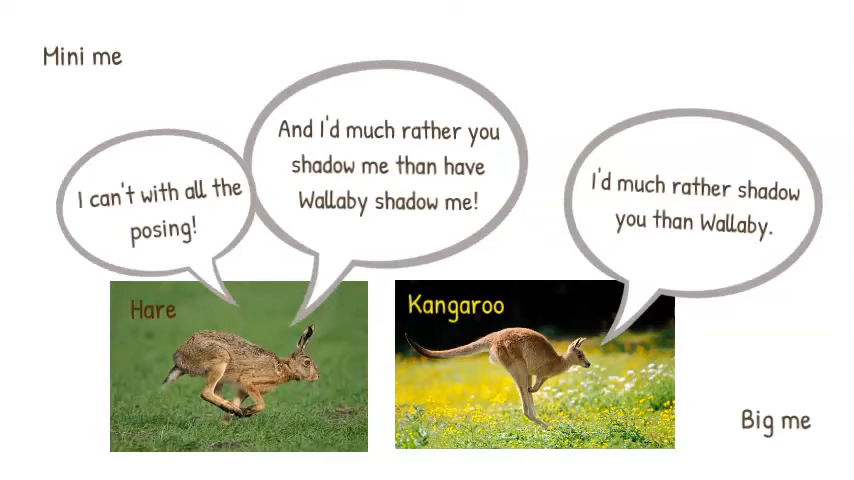 Mini me
I can't with all the
posing!
And I'd much rather you
shadow me than have
Wallaby shadow me!
I'd much rather shadow
you than Wallaby.
Hare
Kangaroo
Big me